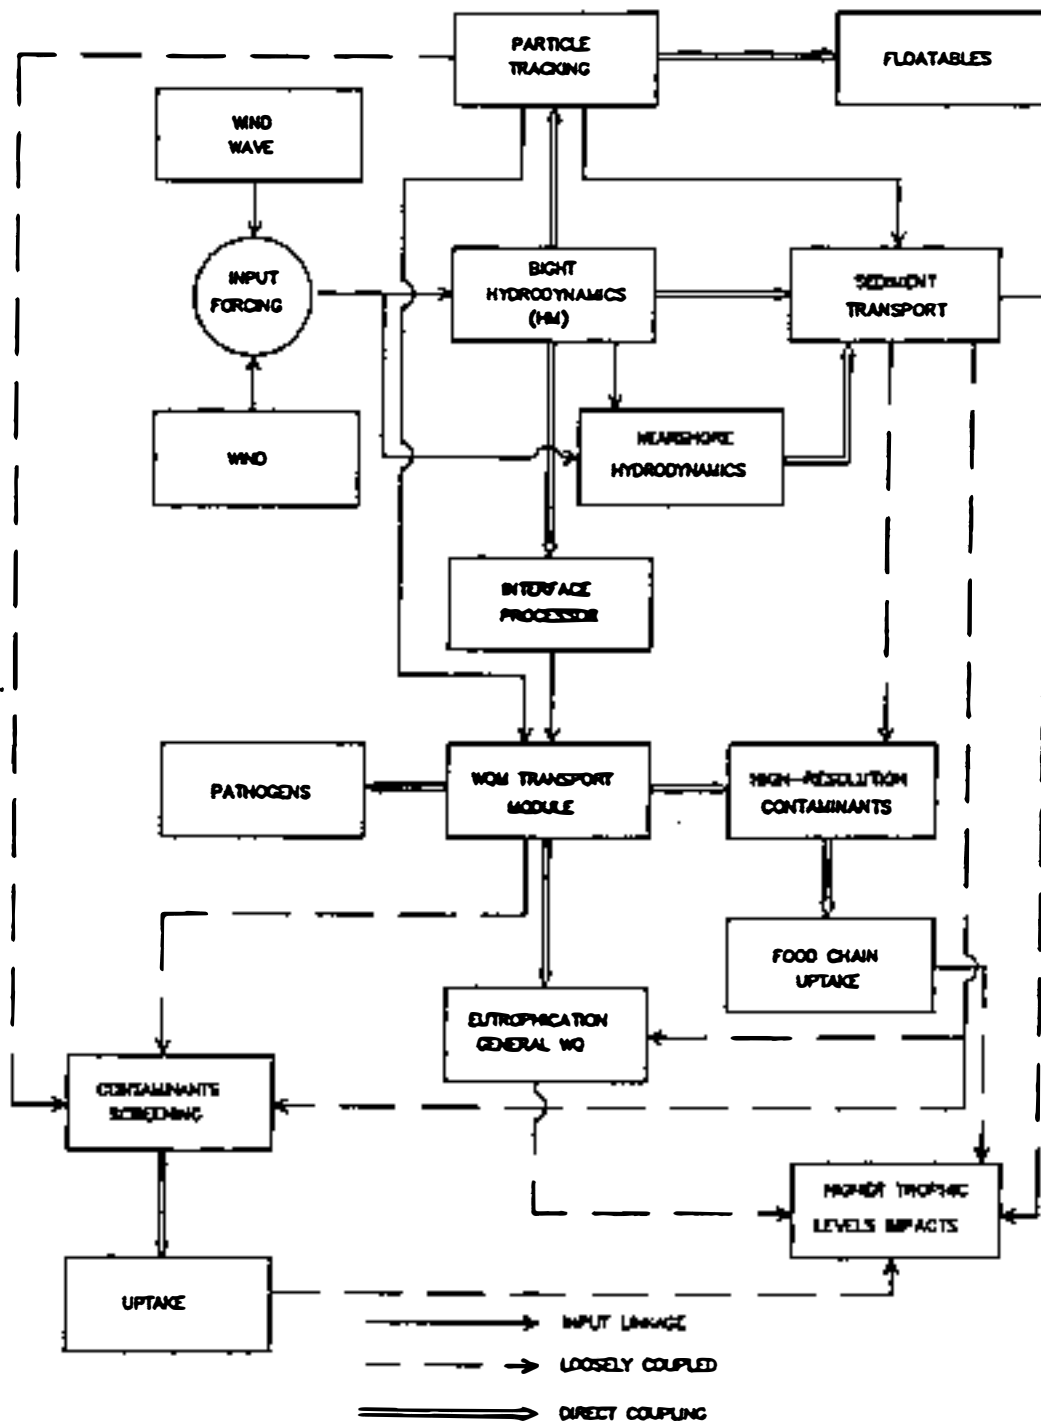 PARTICLE
TRACKING
FLOATABLES
WIND
WAVE
INPUT
FORCING
BIGHT
HYDRODYNAMICS
(HM)
SEDIMENT
TRANSPORT
WIND
NEARSHORE
HYDRODYNAMICS
INTERFACE
PROCESSOR
PATHOGENS
WQM TRANSPORT
MODULE
HIGH-RESOLUTION
CONTAMINANTS
FOOD CHAIN
UPTAKE
EUTROPHICATION
GENERAL WQ
CONTAMINANTS
SCREENING
HIGHER TROPHIC
LEVELS IMPACTS
UPTAKE
INPUT LINKAGE
LOOSELY COUPLED
DIRECT COUPLING